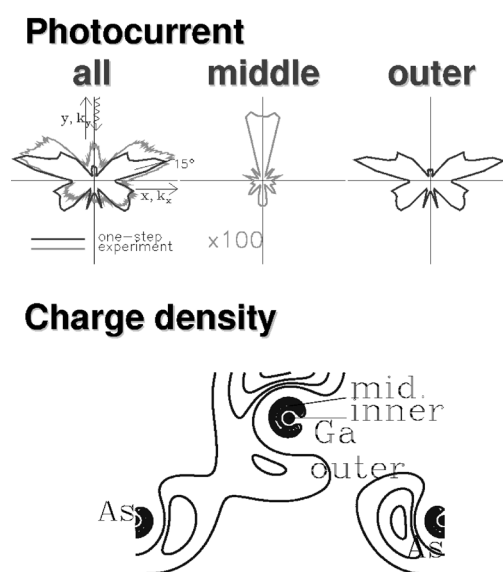 Photocurrent
all middle outer
y, ky
15°
x, kx
one-step
experiment
x100
Charge density
mid.
inner
Ga
outer
As
As